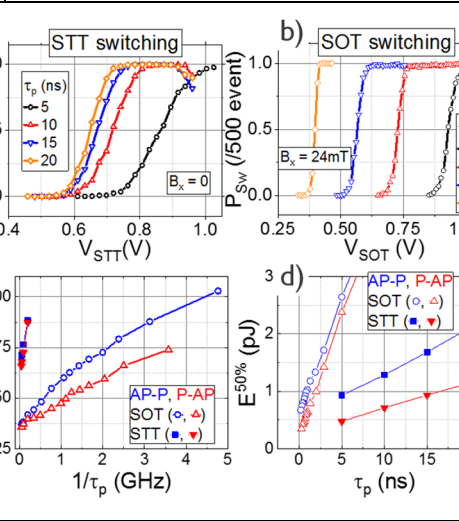 STT switching
τp (ns)
5
10
15
20
Bx = 0
0.4 0.6 0.8 1.0
VSTT(V)
b)
SOT switching
PSW (/500 event)
1.0
0.5
0.0
Bx = 24mT
0.25 0.50 0.75
VSOT (V)
AP-P, P-AP
SOT
STT
0 1 2 3 4 5
1/τp (GHz)
d)
E50% (pJ)
3
2
1
0
AP-P, P-AP
SOT
STT
0 5 10 15
τp (ns)